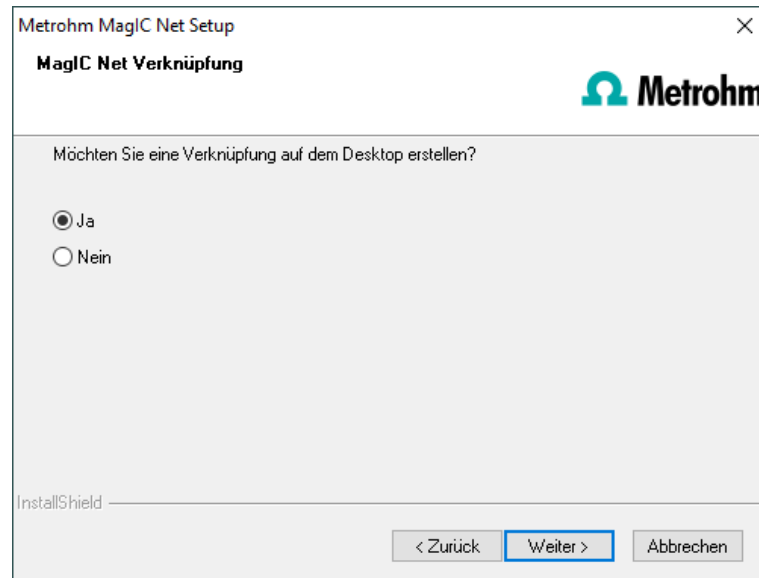 Metrohm MagIC Net Setup
MagIC Net Verknüpfung
Metrohm
Möchten Sie eine Verknüpfung auf dem Desktop erstellen?
Ja
Nein
InstallShield
< Zurück Weiter > Abbrechen